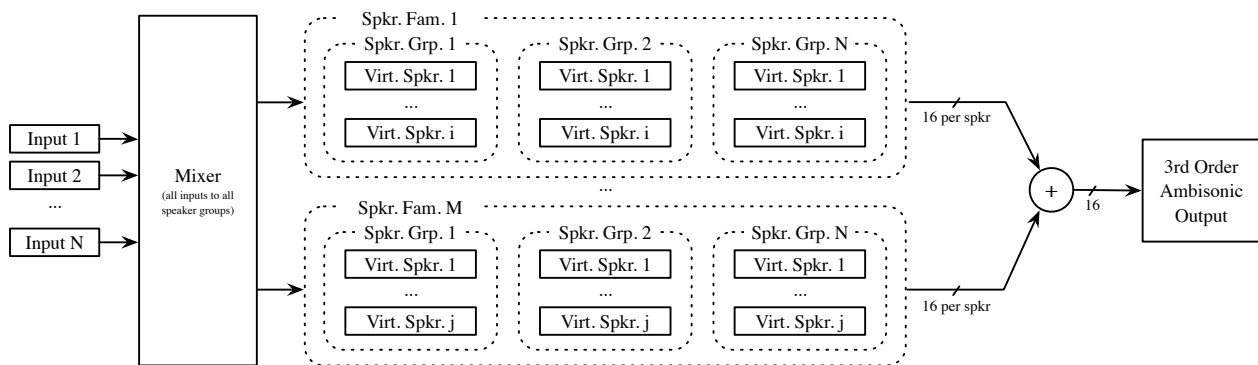 Input 1
Input 2
...
Input N
Mixer
(all inputs to all
speaker groups)
Spkr. Fam. 1
Spkr. Grp. 1
Virt. Spkr. 1
...
Virt. Spkr. i
Spkr. Grp. 2
Virt. Spkr. 1
...
Virt. Spkr. i
Spkr. Grp. N
Virt. Spkr. 1
...
Virt. Spkr. i
...
Spkr. Fam. M
Spkr. Grp. 1
Virt. Spkr. 1
...
Virt. Spkr. j
Spkr. Grp. 2
Virt. Spkr. 1
...
Virt. Spkr. j
Spkr. Grp. N
Virt. Spkr. 1
...
Virt. Spkr. j
16 per spkr
16 per spkr
+
16
3rd Order
Ambisonic
Output